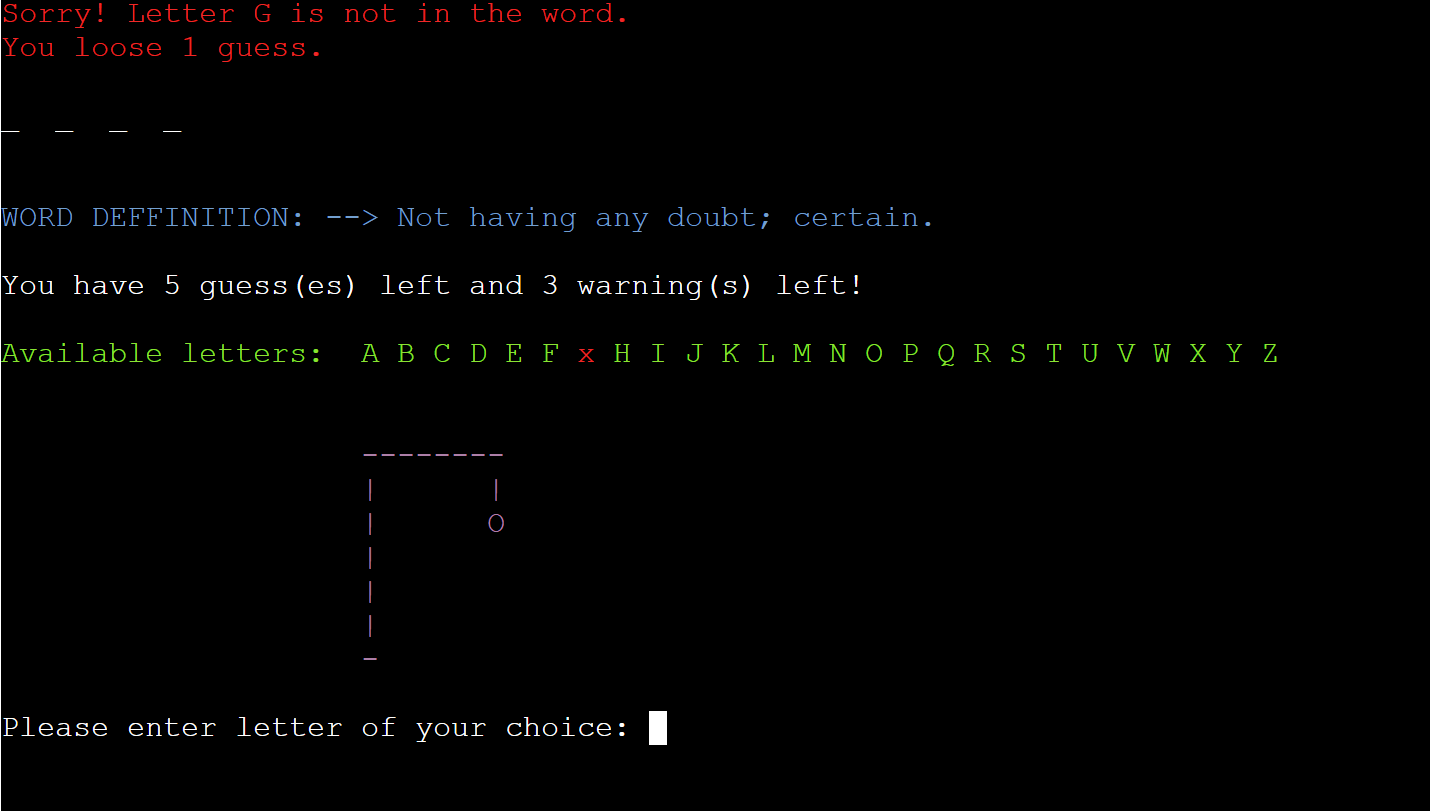 Sorry! Letter G is not in the word.
You loose 1 guess.
_ _ _ _
WORD DEFFINITION: --> Not having any doubt; certain.
You have 5 guess(es) left and 3 warning(s) left!
Available letters: A B C D E F x H I J K L M N O P Q R S T U V W X Y Z
--------
| |
| O
|
|
|
-
Please enter letter of your choice: